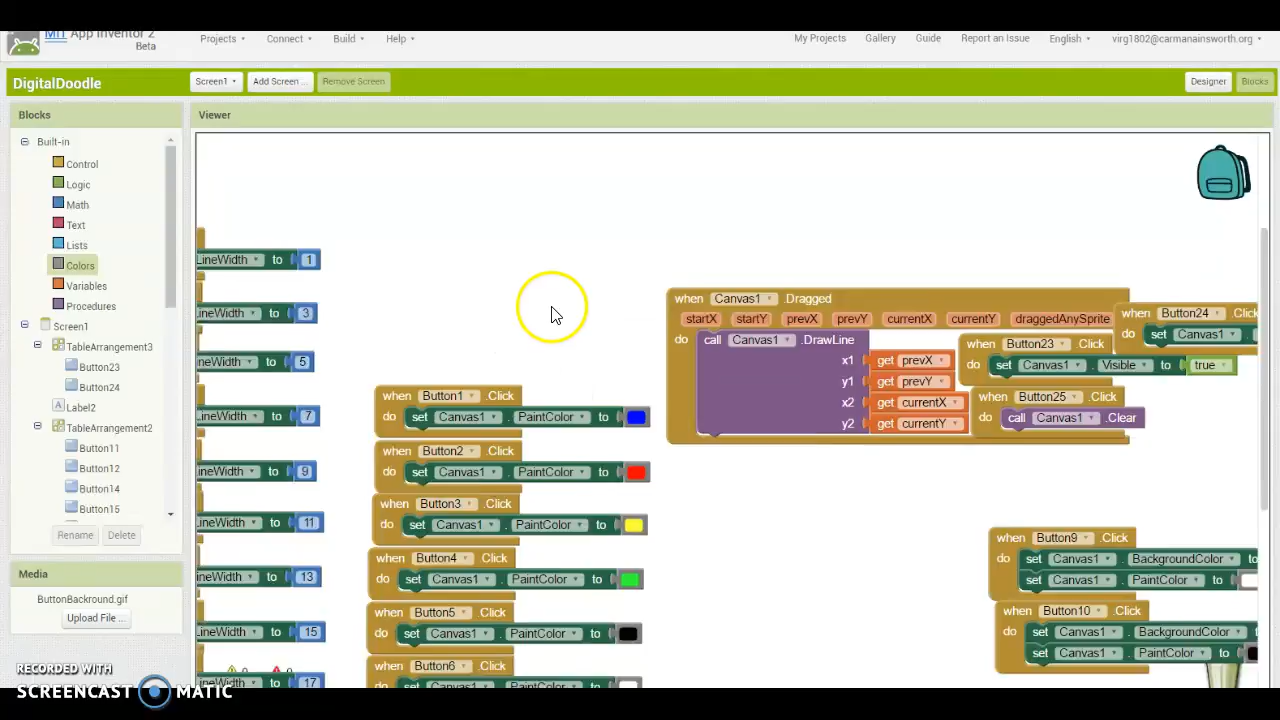 MIT App Inventor 2
Beta
Projects Connect Build Help My Projects Gallery Guide Report an Issue English virg1802@carmanainsworth.org
DigitalDoodle Screen1 Add Screen ... Remove Screen Designer Blocks
Blocks
Built-in
Control
Logic
Math
Text
Lists
Colors
Variables
Procedures
Screen1
TableArrangement3
Button23
Button24
Label2
TableArrangement2
Button11
Button12
Button14
Button15
Rename Delete
Media
ButtonBackround.gif
Upload File ...
Viewer
LineWidth to 1
LineWidth to 3
LineWidth to 5
LineWidth to 7
LineWidth to 9
LineWidth to 11
LineWidth to 13
LineWidth to 15
LineWidth to 17
when Button1 .Click
do set Canvas1 . PaintColor to
when Button2 .Click
do set Canvas1 . PaintColor to
when Button3 .Click
do set Canvas1 . PaintColor to
when Button4 .Click
do set Canvas1 . PaintColor to
when Button5 .Click
do set Canvas1 . PaintColor to
when Button6 .Click
when Canvas1 .Dragged
startX startY prevX prevY currentX currentY draggedAnySprite
do call Canvas1 .DrawLine
x1 get prevX
y1 get prevY
x2 get currentX
y2 get currentY
when Button24 .Click
do set Canvas1 .
when Button23 .Click
do set Canvas1 . Visible to true
when Button25 .Click
do call Canvas1 .Clear
when Button9 .Click
do set Canvas1 . BackgroundColor to
set Canvas1 . PaintColor to
when Button10 .Click
do set Canvas1 . BackgroundColor to
set Canvas1 . PaintColor to
RECORDED WITH
SCREENCAST MATIC